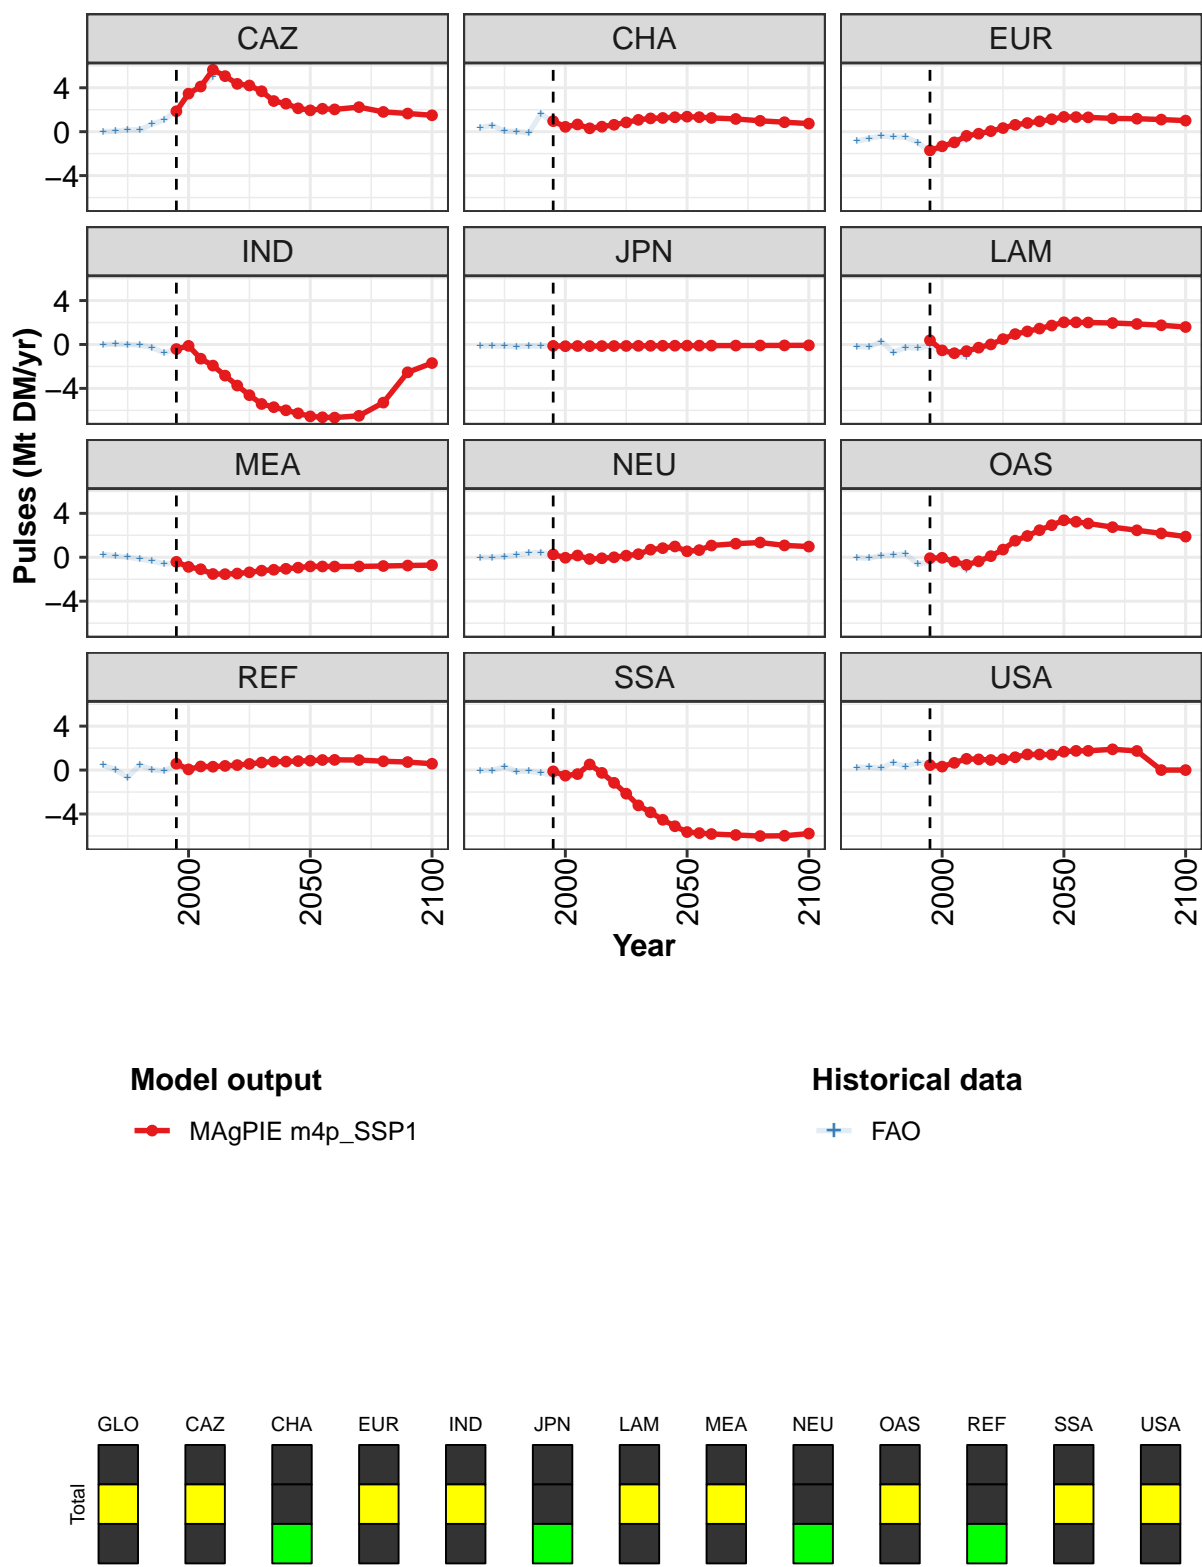 CAZ CHA EUR
4
0
−4
IND JPN LAM
4
0
−4
MEA NEU OAS
4
0
−4
REF SSA USA
4
0
−4
Pulses (Mt DM/yr)
2000 2050 2100 2000 2050 2100 2000 2050 2100
Year
Model output Historical data
MAgPIE m4p_SSP1 FAO
GLO CAZ CHA EUR IND JPN LAM MEA NEU OAS REF SSA USA
Total